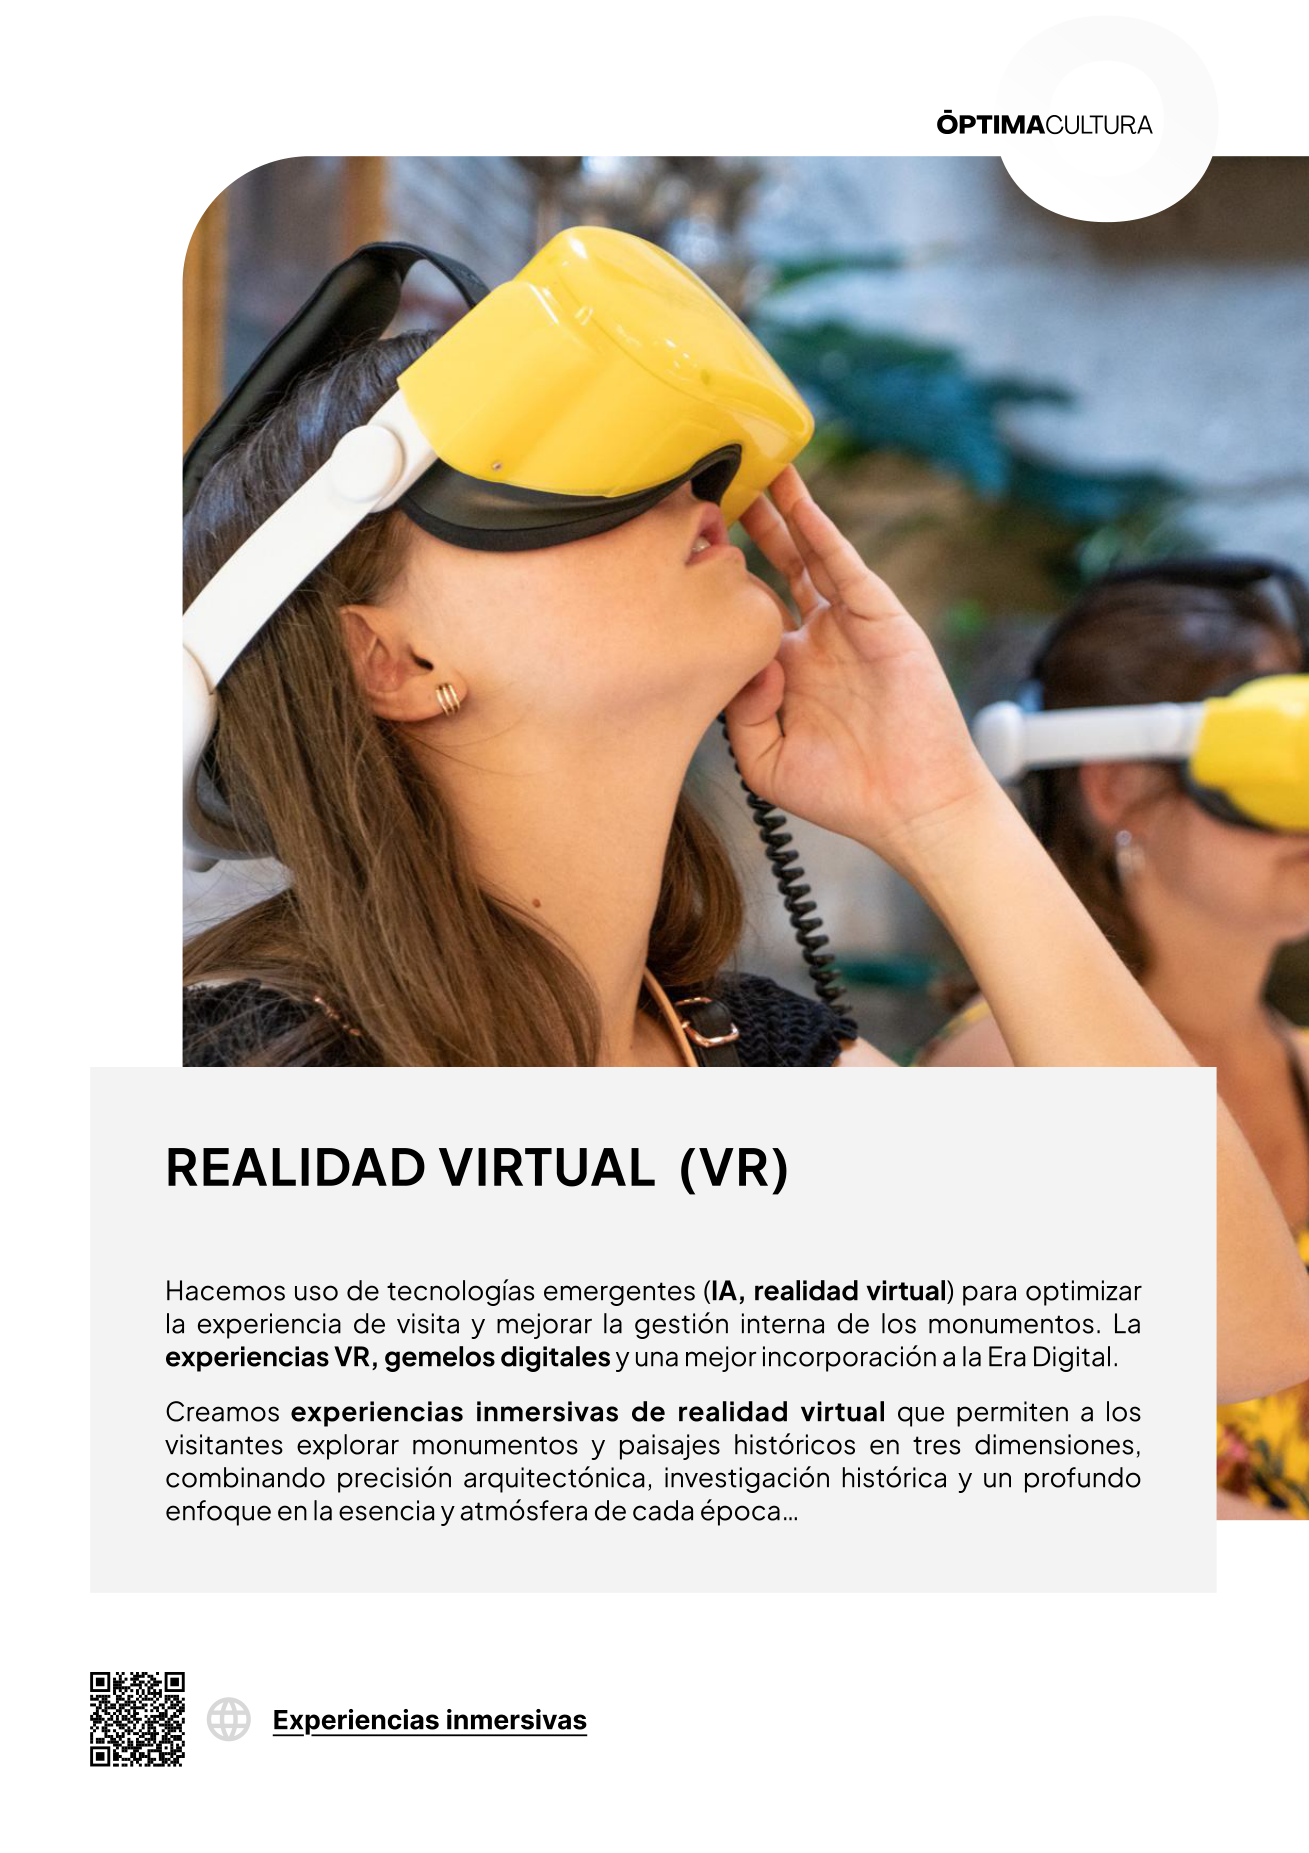 ŌPTIMACULTURA
REALIDAD VIRTUAL (VR)
Hacemos uso de tecnologías emergentes (IA, realidad virtual) para optimizar
la experiencia de visita y mejorar la gestión interna de los monumentos. La
experiencias VR, gemelos digitales y una mejor incorporación a la Era Digital.
Creamos experiencias inmersivas de realidad virtual que permiten a los
visitantes explorar monumentos y paisajes históricos en tres dimensiones,
combinando precisión arquitectónica, investigación histórica y un profundo
enfoque en la esencia y atmósfera de cada época...
Experiencias inmersivas